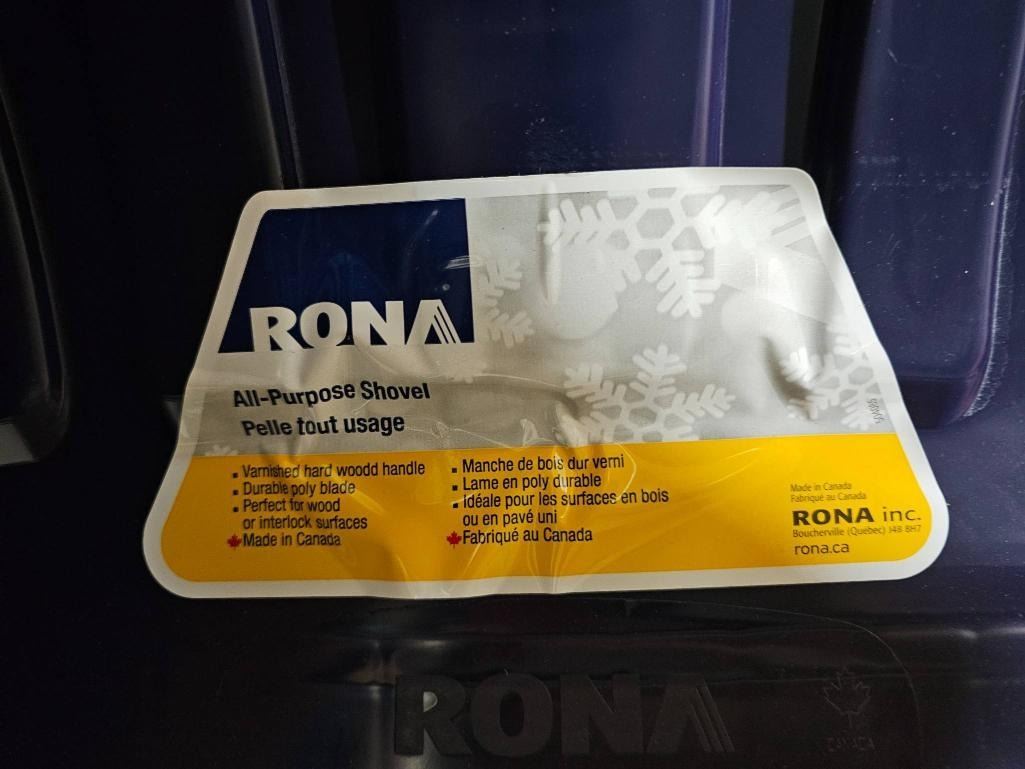 RONA
All-Purpose Shovel
Pelle tout usage
▪ Varnished hard woodd handle
▪ Durable poly blade
▪ Perfect for wood
or interlock surfaces
Made in Canada
▪ Manche de bois dur verni
▪ Lame en poly durable
▪ Idéale pour les surfaces en bois
ou en pavé uni
Fabriqué au Canada
Made in Canada
Fabriqué au Canada
RONA inc.
Boucherville (Québec) J4B 8H7
rona.ca
RONA
CANADA